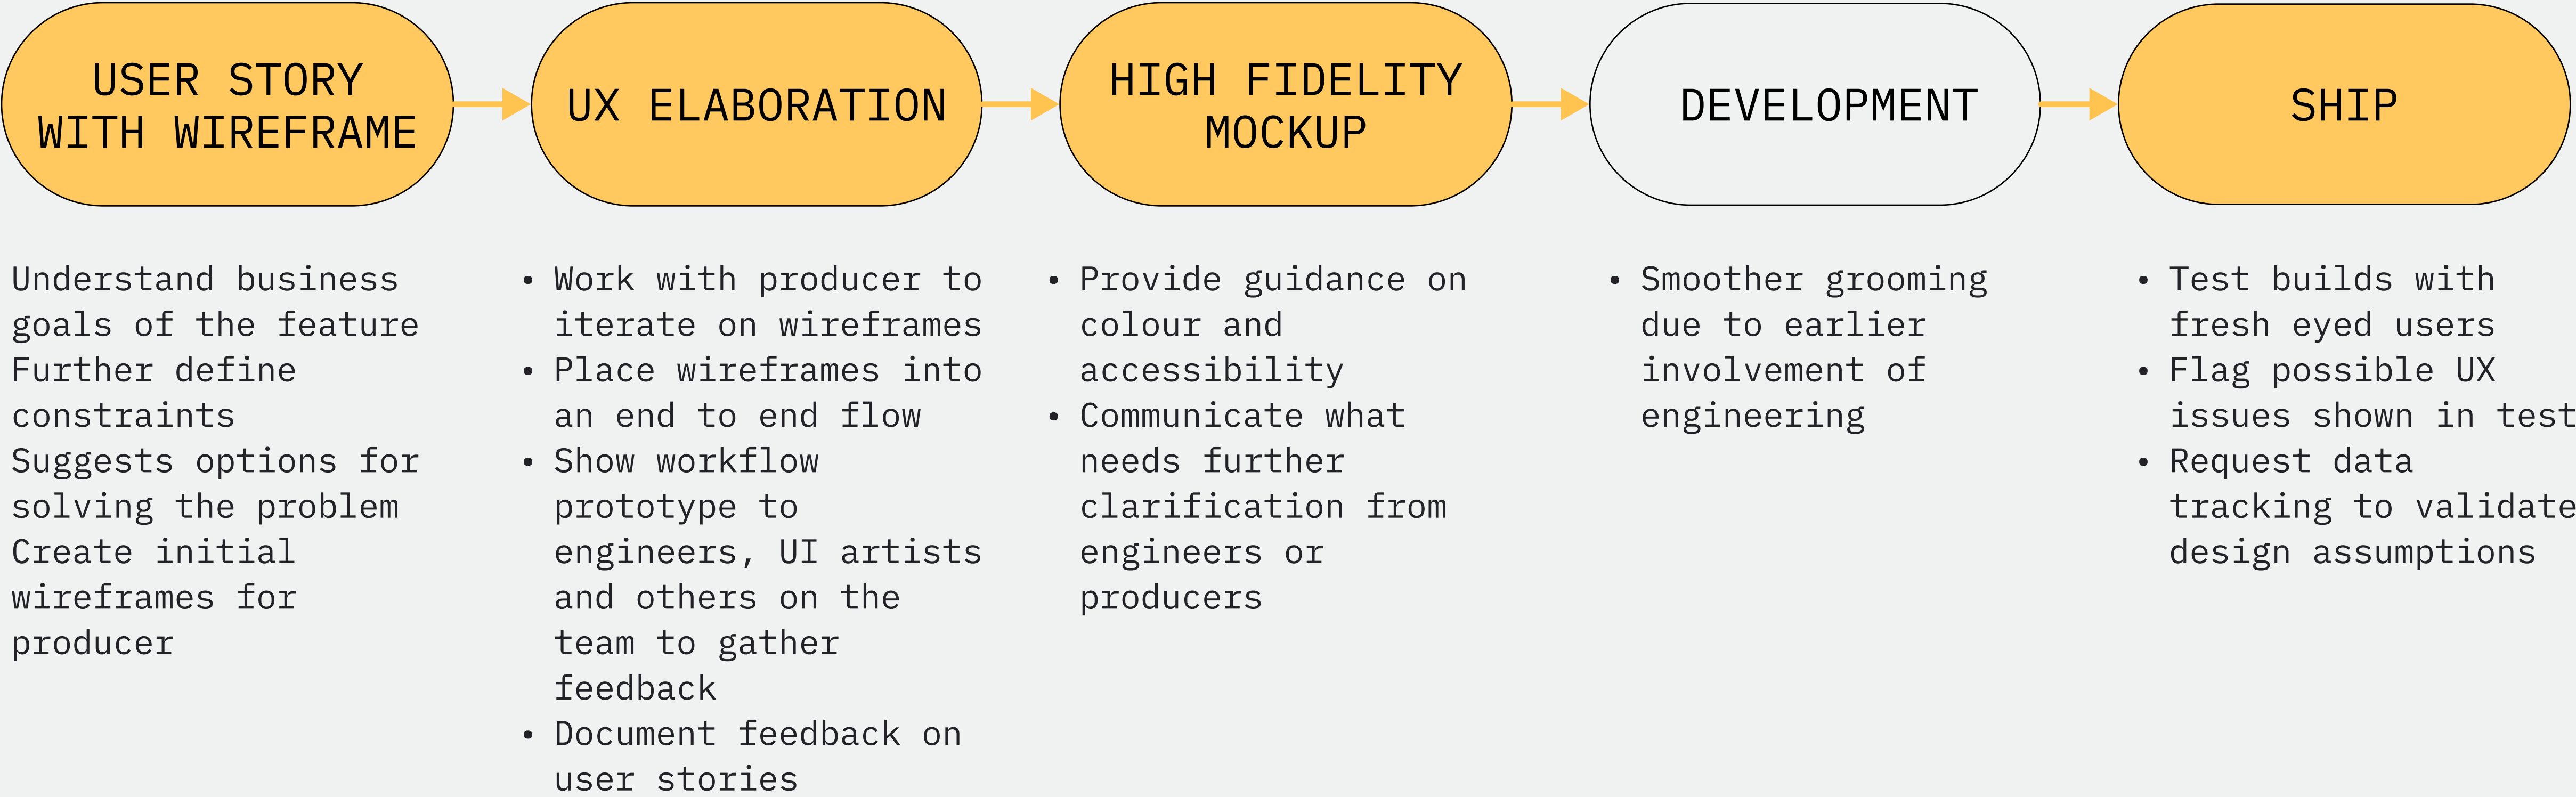 USER STORY
WITH WIREFRAME
UX ELABORATION
HIGH FIDELITY
MOCKUP
DEVELOPMENT
SHIP
Understand business
goals of the feature
Further define
constraints
Suggests options for
solving the problem
Create initial
wireframes for
producer
• Work with producer to
iterate on wireframes
• Place wireframes into
an end to end flow
• Show workflow
prototype to
engineers, UI artists
and others on the
team to gather
feedback
• Document feedback on
user stories
• Provide guidance on
colour and
accessibility
• Communicate what
needs further
clarification from
engineers or
producers
• Smoother grooming
due to earlier
involvement of
engineering
• Test builds with
fresh eyed users
• Flag possible UX
issues shown in test
• Request data
tracking to validate
design assumptions